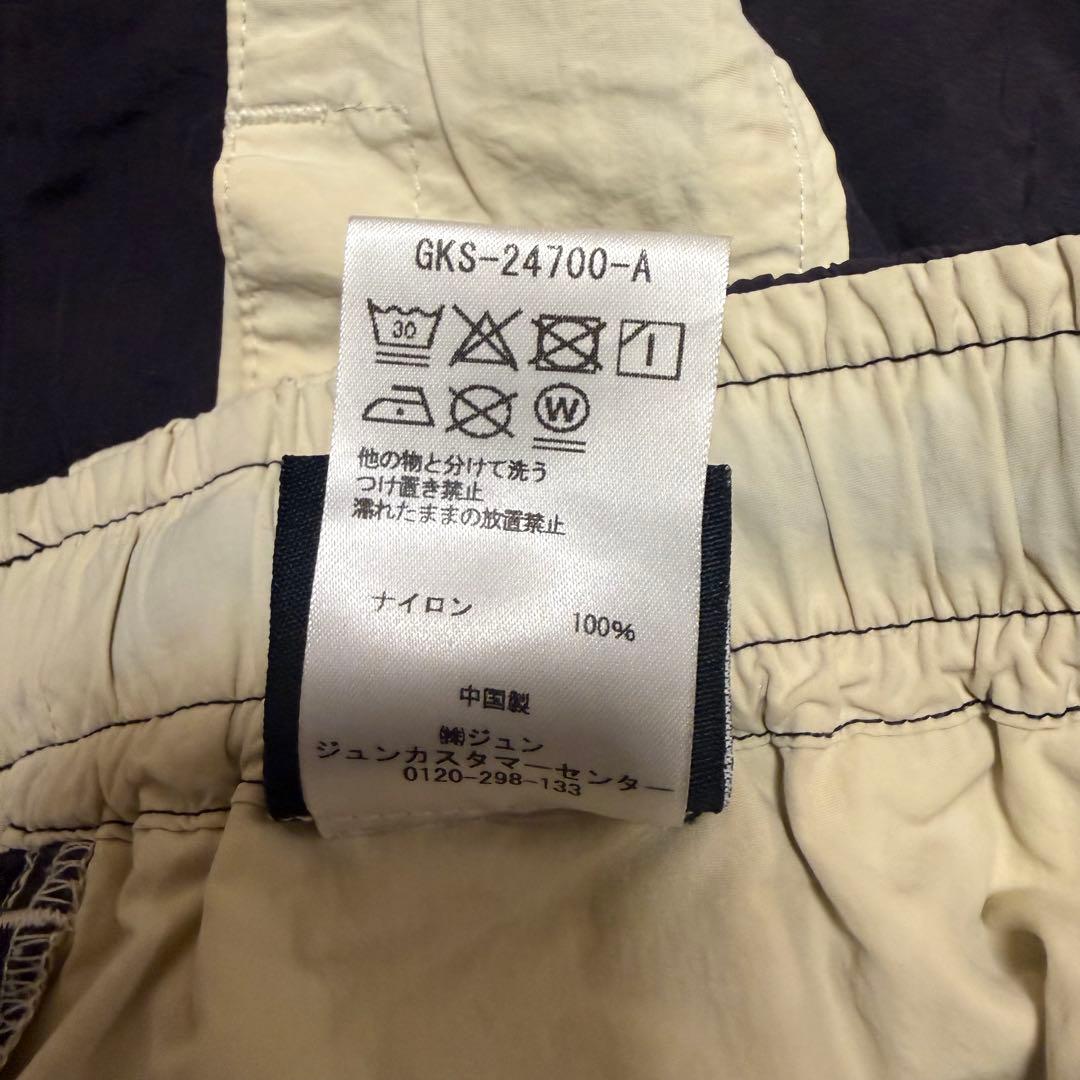 GKS-24700-A
30
W
他の物と分けて洗う
つけ置き禁止
濡れたままの放置禁止
ナイロン 100%
中国製
㈱ジュン
ジュンカスタマーセンター
0120-298-133